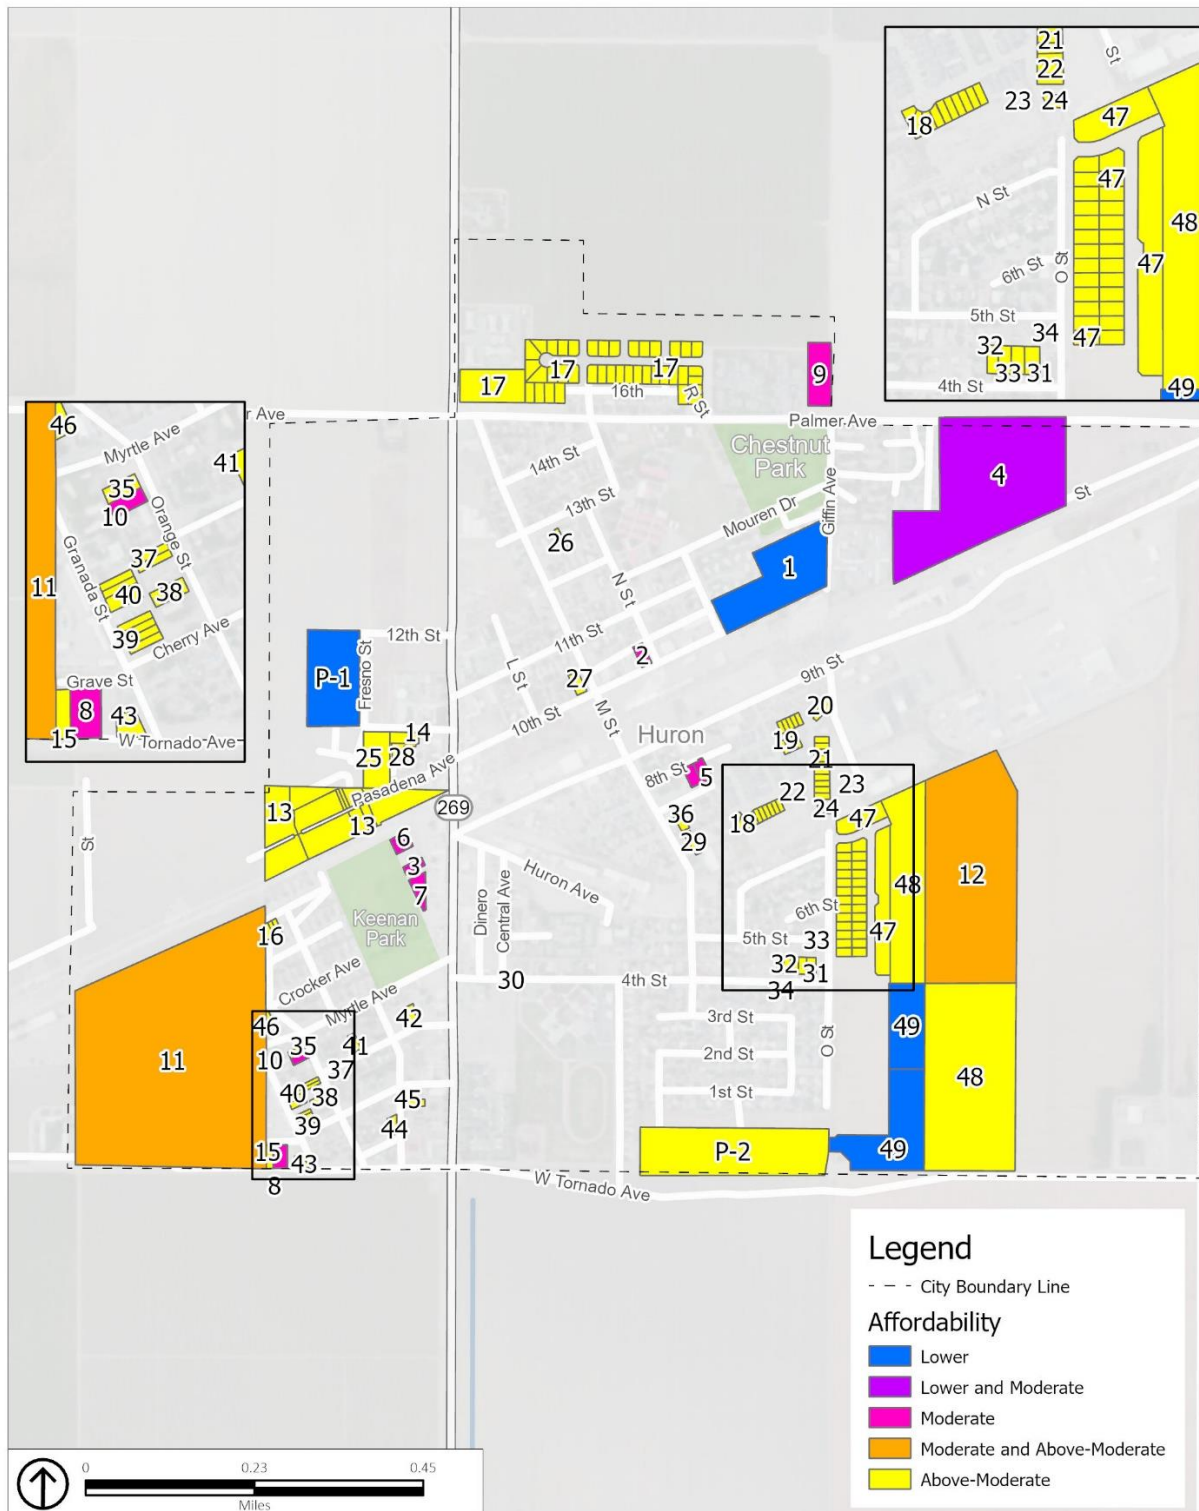 21
St
22
23
24
47
18
47
N St
48
6th St
O St
47
5th St
34
32
47
33
31
4th St
49
17
17
17
9
16th
R St
Palmer Ave
46
r Ave
Myrtle Ave
41
35
10
Orange St
37
11
Granada St
40
38
39
Cherry Ave
Grave St
8
43
15
W Tornado Ave
14th St
13th St
26
Chestnut
Park
Mouren Dr
Giffin Ave
4
St
1
N St
11th St
2
12th St
P-1
Fresno St
L St
27
10th St
M St
9th St
Huron
20
19
21
14
25
28
Pasadena Ave
8th St
5
22
23
24
13
13
269
36
18
47
29
6
3
7
Huron Ave
Dinero
Central Ave
Keenan
Park
48
12
6th St
47
5th St
33
St
16
Crocker Ave
30
4th St
32
31
34
Myrtle Ave
46
42
3rd St
49
35
41
10
11
37
2nd St
O St
48
40
38
45
1st St
39
44
P-2
49
15
43
8
W Tornado Ave
Legend
City Boundary Line
Affordability
Lower
Lower and Moderate
Moderate
Moderate and Above-Moderate
Above-Moderate
0
0.23
0.45
Miles